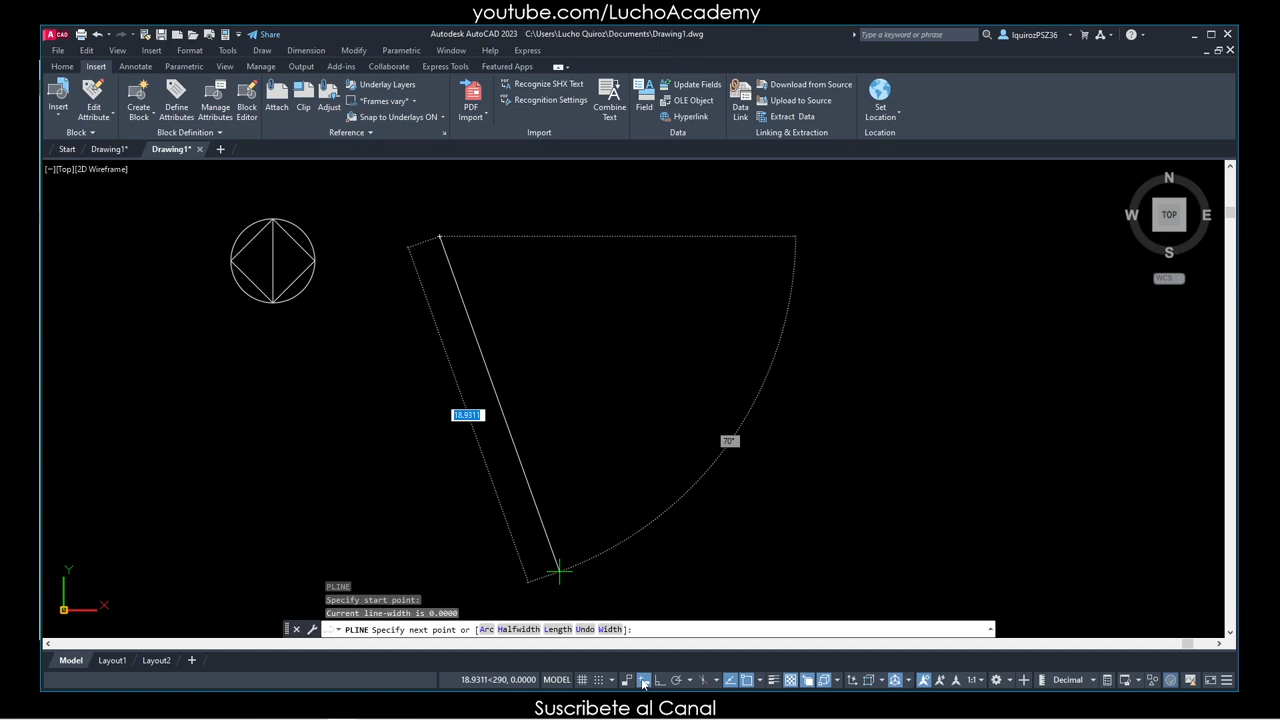 youtube.com/LuchoAcademy
CAD
Share
Autodesk AutoCAD 2023 C:\Users\Lucho Quiroz\Documents\Drawing1.dwg
Type a keyword or phrase
lquirozPSZ36
File Edit View Insert Format Tools Draw Dimension Modify Parametric Window Help Express
Home Insert Annotate Parametric View Manage Output Add-ins Collaborate Express Tools Featured Apps
Insert
Edit Attribute
Create Block
Define Attributes
Manage Attributes
Block Editor
Attach
Clip
Adjust
Underlay Layers
*Frames vary*
Snap to Underlays ON
PDF Import
Recognize SHX Text
Recognition Settings
Combine Text
Field
Update Fields
OLE Object
Hyperlink
Data Link
Download from Source
Upload to Source
Extract Data
Set Location
Block Block Definition Reference Import Data Linking & Extraction Location
Start Drawing1* Drawing1*
[−][Top][2D Wireframe]
N
W TOP E
S
WCS
18.9311
70°
Y
X
PLINE
Specify start point:
Current line-width is 0.0000
PLINE Specify next point or [Arc Halfwidth Length Undo Width]:
Model Layout1 Layout2
18.9311<290, 0.0000 MODEL 1:1 Decimal
Suscribete al Canal